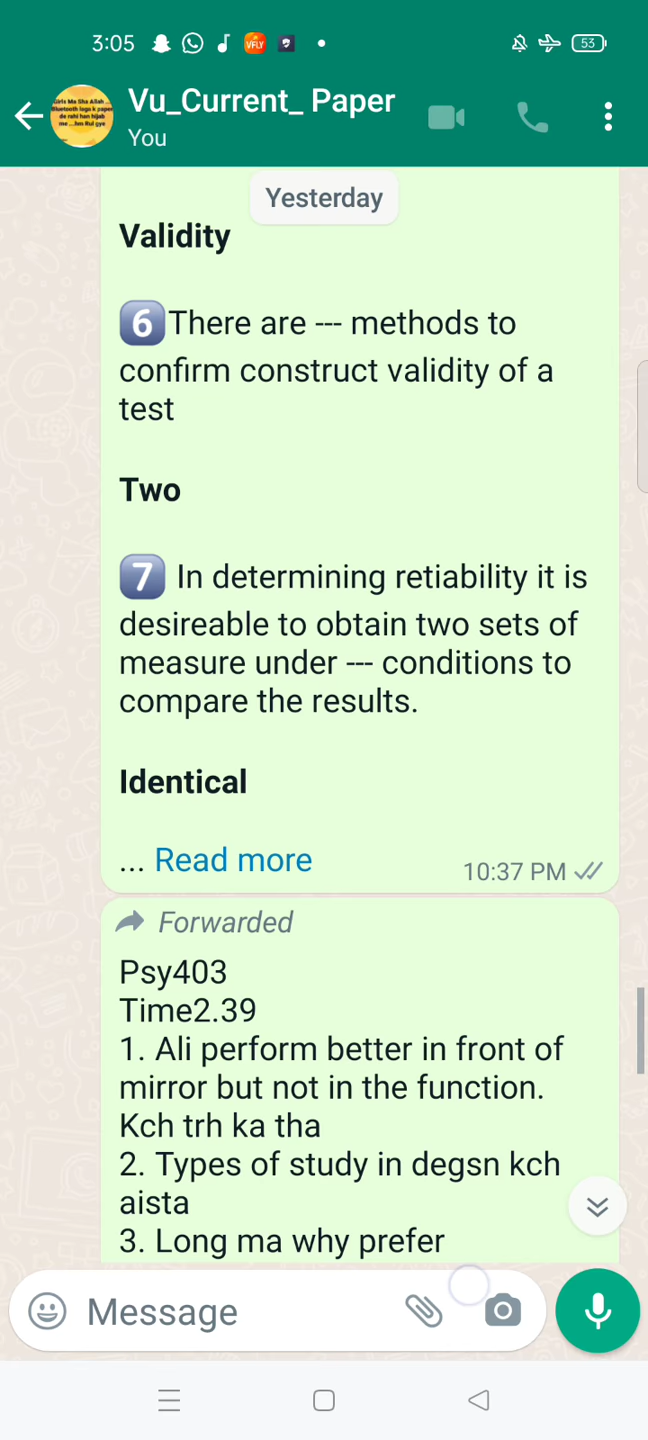 3:05
VFLY
53
Vu_Current_ Paper
You
Yesterday
Validity
6 There are --- methods to
confirm construct validity of a
test
Two
7 In determining retiability it is
desireable to obtain two sets of
measure under --- conditions to
compare the results.
Identical
... Read more
10:37 PM
Forwarded
Psy403
Time2.39
1. Ali perform better in front of
mirror but not in the function.
Kch trh ka tha
2. Types of study in degsn kch
aista
3. Long ma why prefer
Message